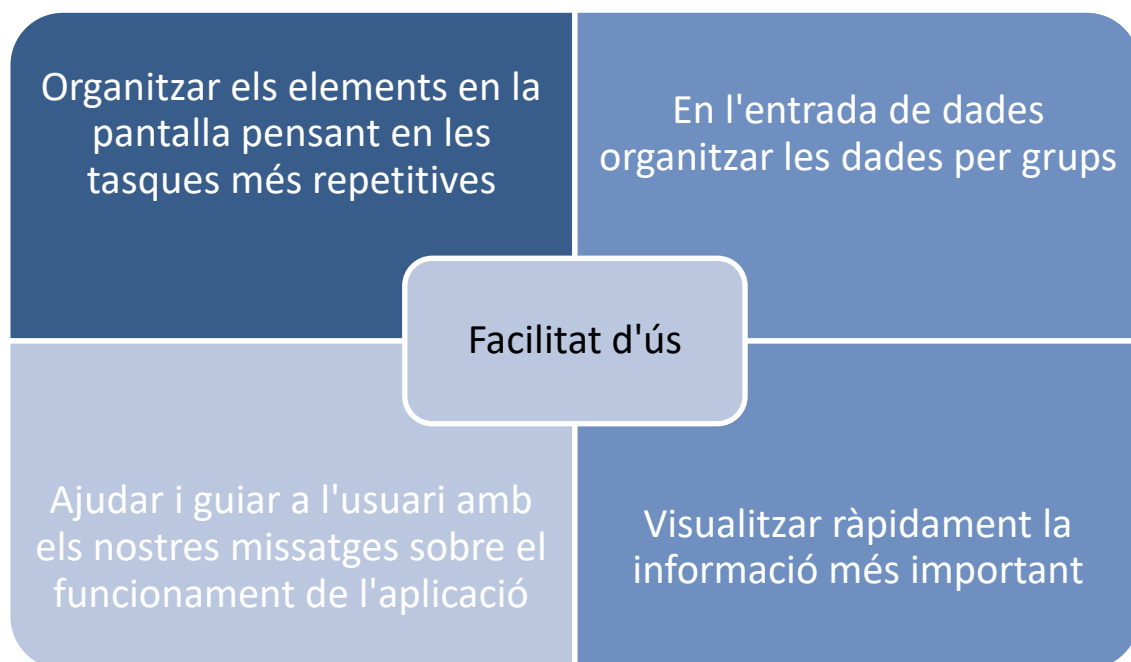 Organitzar els elements en la
pantalla pensant en les
tasques més repetitives
En l'entrada de dades
organitzar les dades per grups
Facilitat d'ús
Ajudar i guiar a l'usuari amb
els nostres missatges sobre el
funcionament de l'aplicació
Visualitzar ràpidament la
informació més important